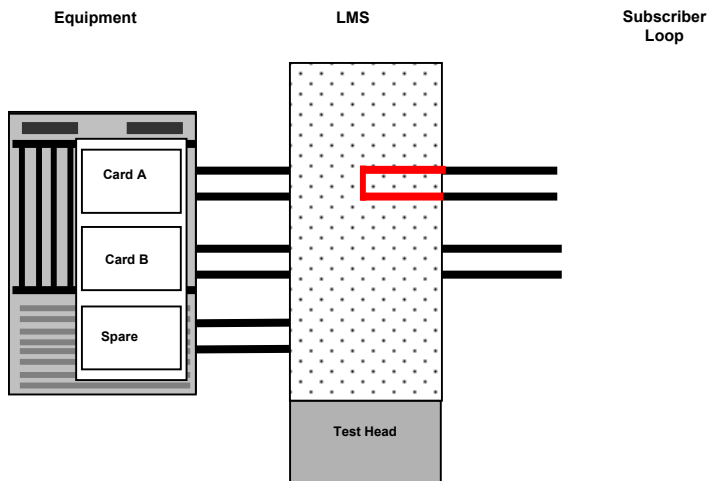 Equipment
LMS
Subscriber
Loop
Card A
Card B
Spare
Test Head